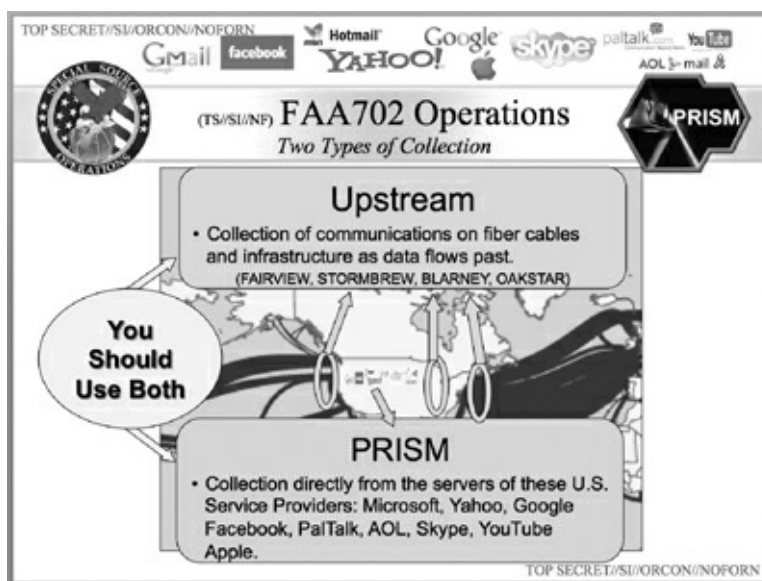 TOP SECRET//SI//ORCON//NOFORN
Gmail facebook Hotmail YAHOO! Google skype paltalk.com YouTube
AOL mail
SPECIAL SOURCE OPERATIONS
(TS//SI//NF) FAA702 Operations
Two Types of Collection
PRISM
Upstream
• Collection of communications on fiber cables
and infrastructure as data flows past.
(FAIRVIEW, STORMBREW, BLARNEY, OAKSTAR)
You
Should
Use Both
PRISM
• Collection directly from the servers of these U.S.
Service Providers: Microsoft, Yahoo, Google
Facebook, PalTalk, AOL, Skype, YouTube
Apple.
TOP SECRET//SI//ORCON//NOFORN